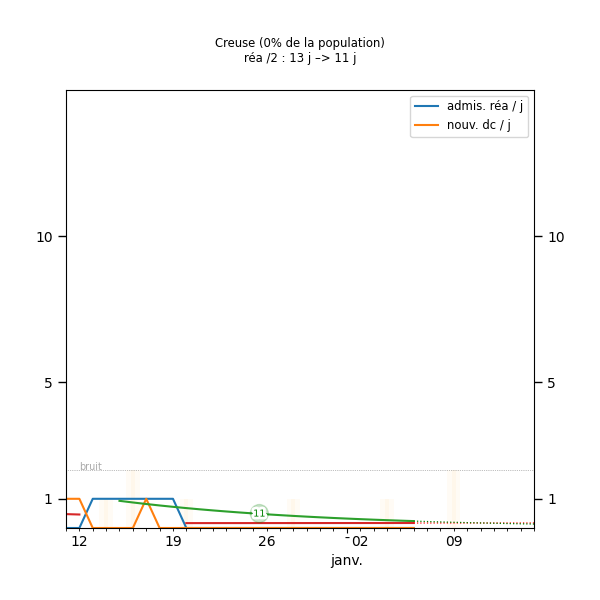 Creuse (0% de la population)
réa /2 : 13 j –> 11 j
admis. réa / j
nouv. dc / j
10
10
5
5
bruit
1
1
11
12
19
26
02
09
janv.